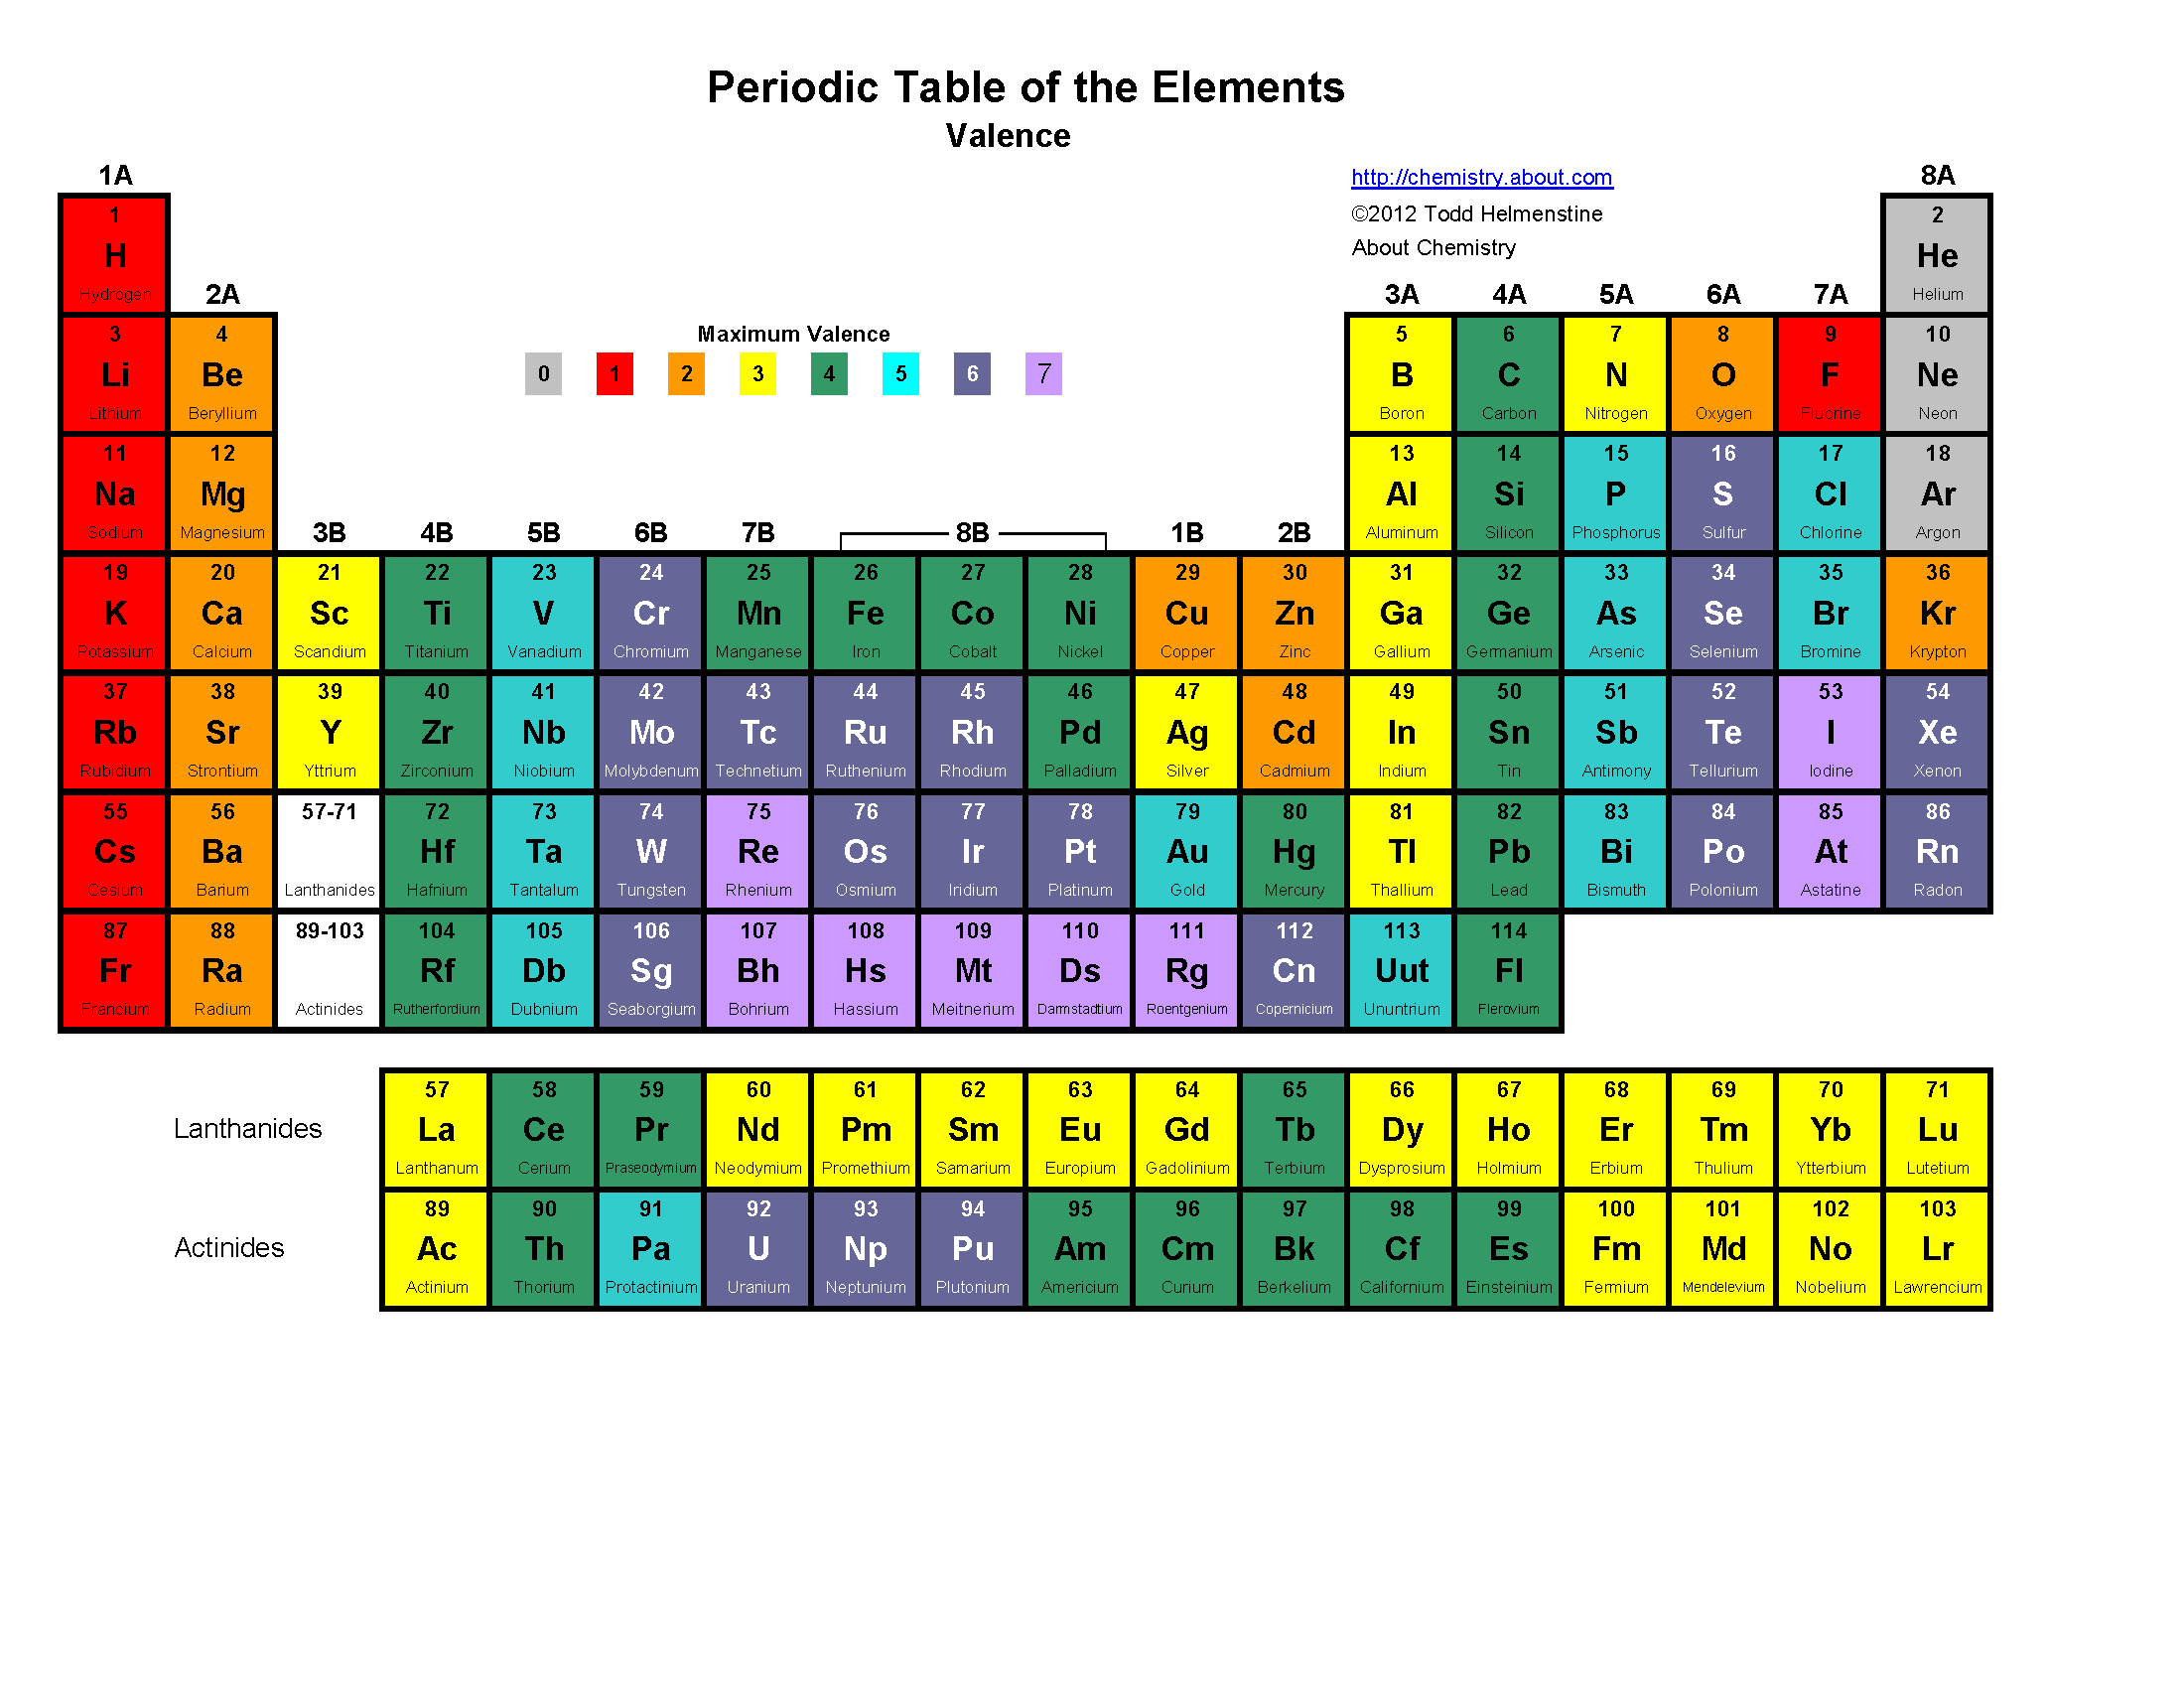 Periodic Table of the Elements
Valence
1A
http://chemistry.about.com
8A
©2012 Todd Helmenstine
About Chemistry
1 2
H He
Hydrogen Helium
2A 3A 4A 5A 6A 7A
Maximum Valence
0 1 2 3 4 5 6 7
3 4 5 6 7 8 9 10
Li Be B C N O F Ne
Lithium Beryllium Boron Carbon Nitrogen Oxygen Fluorine Neon
11 12 13 14 15 16 17 18
Na Mg Al Si P S Cl Ar
Sodium Magnesium Aluminum Silicon Phosphorus Sulfur Chlorine Argon
3B 4B 5B 6B 7B 8B 1B 2B
19 20 21 22 23 24 25 26 27 28 29 30 31 32 33 34 35 36
K Ca Sc Ti V Cr Mn Fe Co Ni Cu Zn Ga Ge As Se Br Kr
Potassium Calcium Scandium Titanium Vanadium Chromium Manganese Iron Cobalt Nickel Copper Zinc Gallium Germanium Arsenic Selenium Bromine Krypton
37 38 39 40 41 42 43 44 45 46 47 48 49 50 51 52 53 54
Rb Sr Y Zr Nb Mo Tc Ru Rh Pd Ag Cd In Sn Sb Te I Xe
Rubidium Strontium Yttrium Zirconium Niobium Molybdenum Technetium Ruthenium Rhodium Palladium Silver Cadmium Indium Tin Antimony Tellurium Iodine Xenon
55 56 57-71 72 73 74 75 76 77 78 79 80 81 82 83 84 85 86
Cs Ba Hf Ta W Re Os Ir Pt Au Hg Tl Pb Bi Po At Rn
Cesium Barium Lanthanides Hafnium Tantalum Tungsten Rhenium Osmium Iridium Platinum Gold Mercury Thallium Lead Bismuth Polonium Astatine Radon
87 88 89-103 104 105 106 107 108 109 110 111 112 113 114
Fr Ra Rf Db Sg Bh Hs Mt Ds Rg Cn Uut Fl
Francium Radium Actinides Rutherfordium Dubnium Seaborgium Bohrium Hassium Meitnerium Darmstadtium Roentgenium Copernicium Ununtrium Flerovium
57 58 59 60 61 62 63 64 65 66 67 68 69 70 71
Lanthanides La Ce Pr Nd Pm Sm Eu Gd Tb Dy Ho Er Tm Yb Lu
Lanthanum Cerium Praseodymium Neodymium Promethium Samarium Europium Gadolinium Terbium Dysprosium Holmium Erbium Thulium Ytterbium Lutetium
89 90 91 92 93 94 95 96 97 98 99 100 101 102 103
Actinides Ac Th Pa U Np Pu Am Cm Bk Cf Es Fm Md No Lr
Actinium Thorium Protactinium Uranium Neptunium Plutonium Americium Curium Berkelium Californium Einsteinium Fermium Mendelevium Nobelium Lawrencium